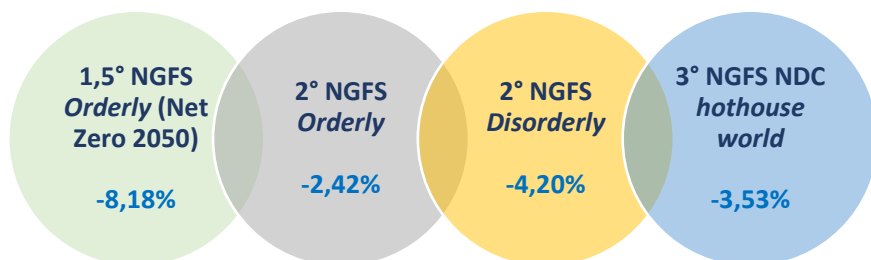 1,5° NGFS
Orderly (Net
Zero 2050)
-8,18%
2° NGFS
Orderly
-2,42%
2° NGFS
Disorderly
-4,20%
3° NGFS NDC
hothouse
world
-3,53%